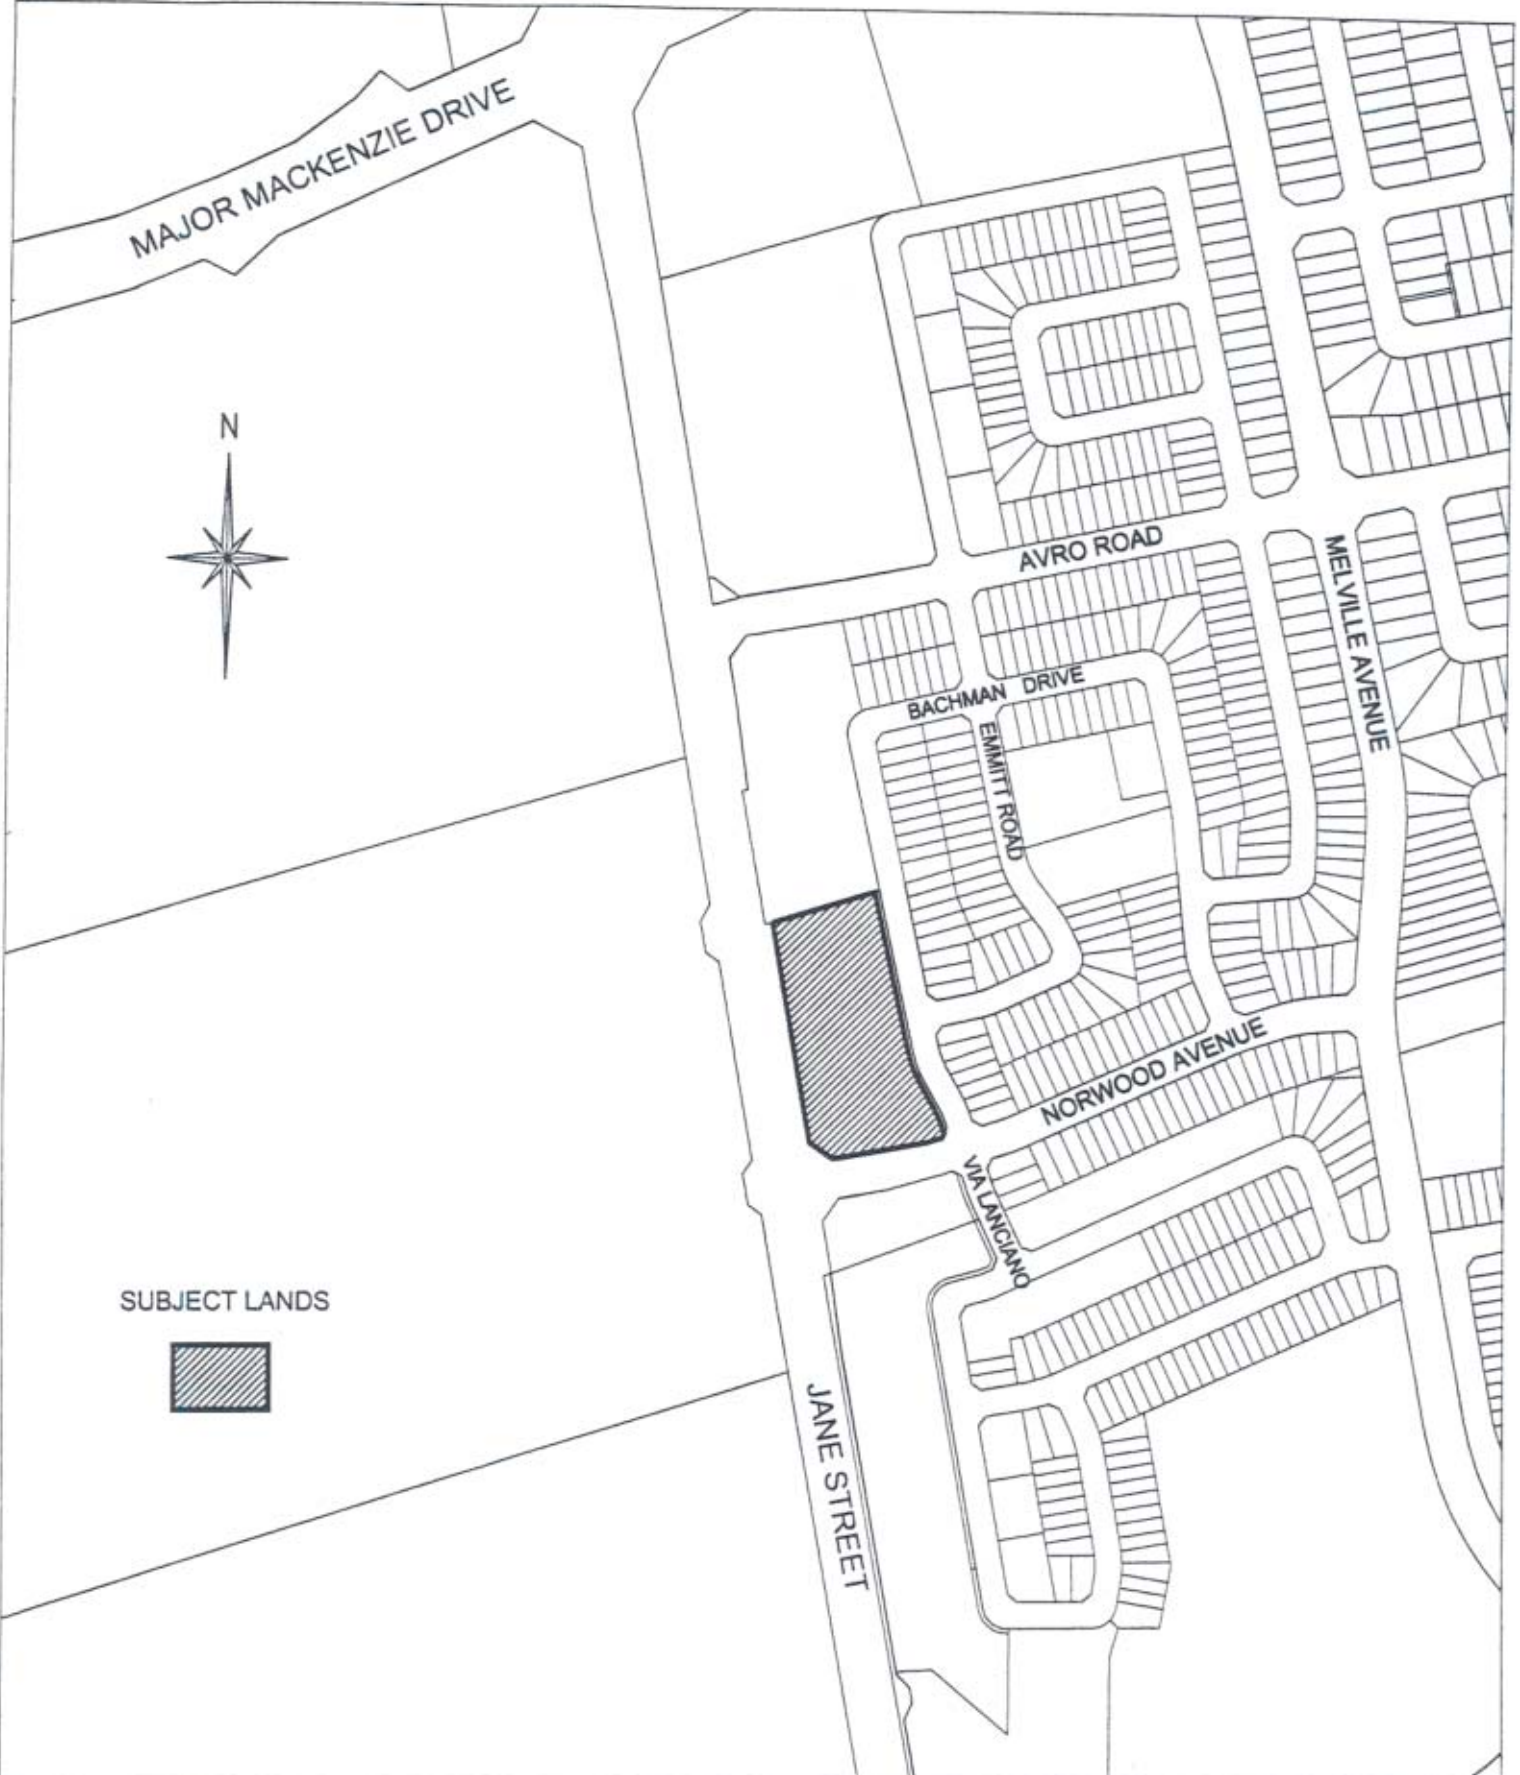 MAJOR MACKENZIE DRIVE
N
AVRO ROAD
MELVILLE AVENUE
BACHMAN DRIVE
EMMITT ROAD
NORWOOD AVENUE
VIA LANCIANO
SUBJECT LANDS
JANE STREET